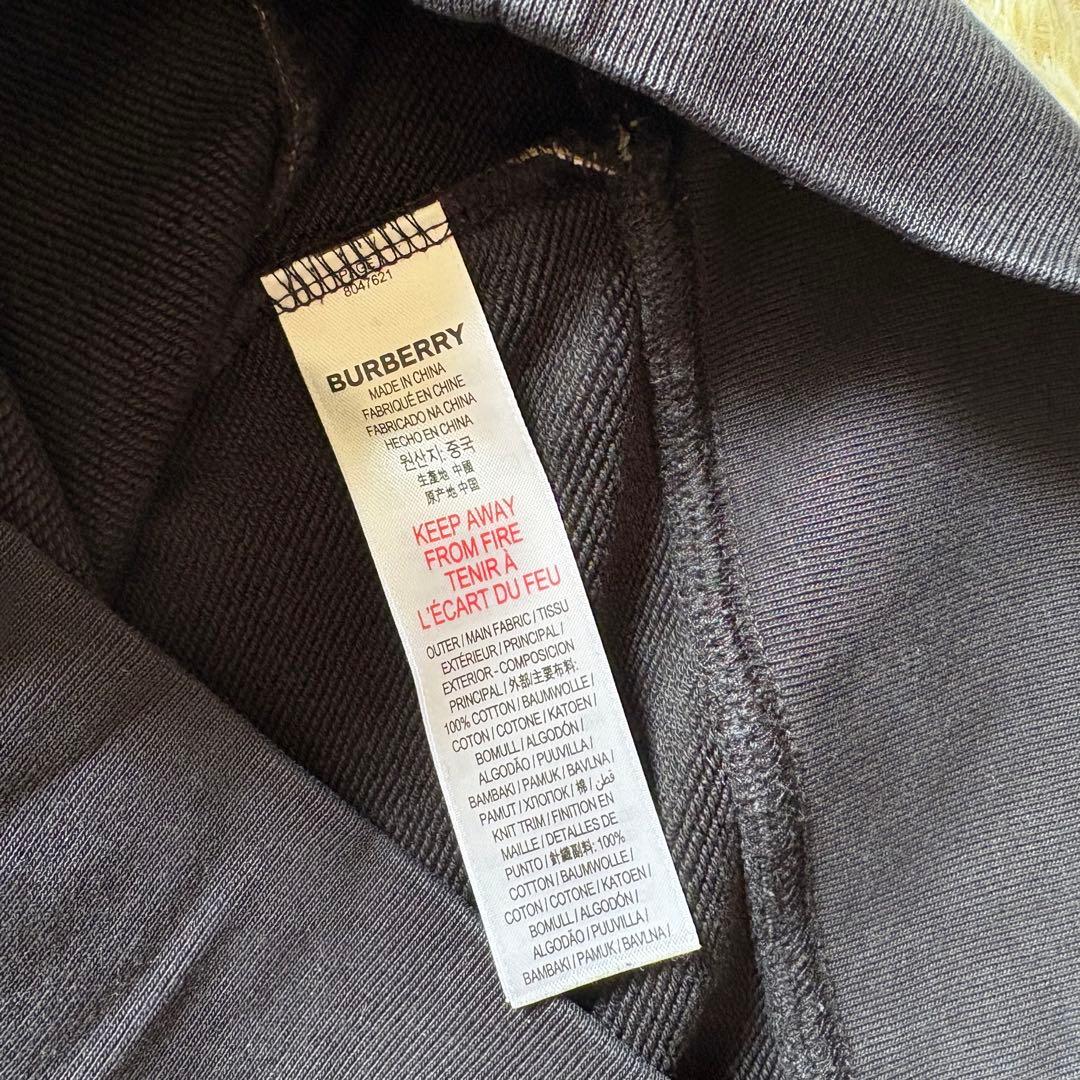 8047621
BURBERRY
MADE IN CHINA
FABRIQUÉ EN CHINE
FABRICADO NA CHINA
HECHO EN CHINA
원산지: 중국
生產地 中國
原产地 中国
KEEP AWAY
FROM FIRE
TENIR À
L'ÉCART DU FEU
OUTER / MAIN FABRIC / TISSU
EXTÉRIEUR / PRINCIPAL /
EXTERIOR - COMPOSICION
PRINCIPAL / 外部/主要布料:
100% COTTON / BAUMWOLLE /
COTON / COTONE / KATOEN /
BOMULL / ALGODÓN /
ALGODÃO / PUUVILLA /
BAMBAKI / PAMUK / BAVLNA /
PAMUT / ХЛОПОК / 棉 / قطن /
KNIT TRIM / FINITION EN
MAILLE / DETALLES DE
PUNTO / 針織副料: 100%
COTTON / BAUMWOLLE /
COTON / COTONE / KATOEN /
BOMULL / ALGODÓN /
ALGODÃO / PUUVILLA /
BAMBAKI / PAMUK / BAVLNA /